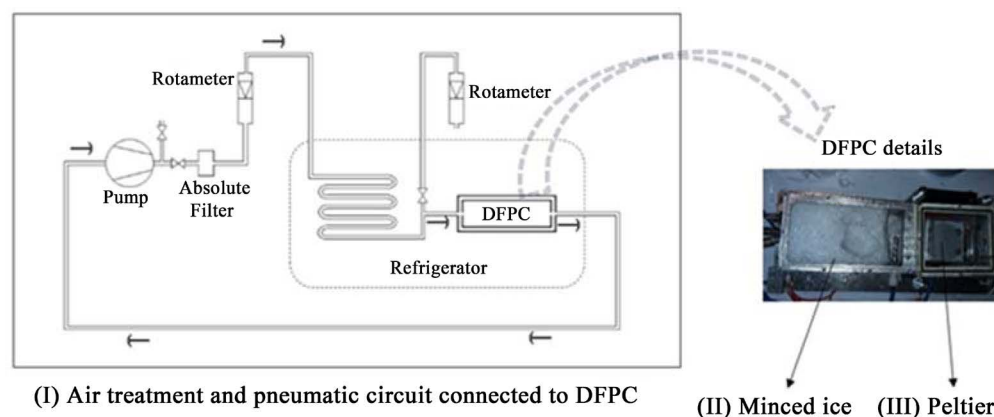 Rotameter
Rotameter
DFPC details
Pump
Absolute
Filter
DFPC
Refrigerator
(I) Air treatment and pneumatic circuit connected to DFPC
(II) Minced ice
(III) Peltier